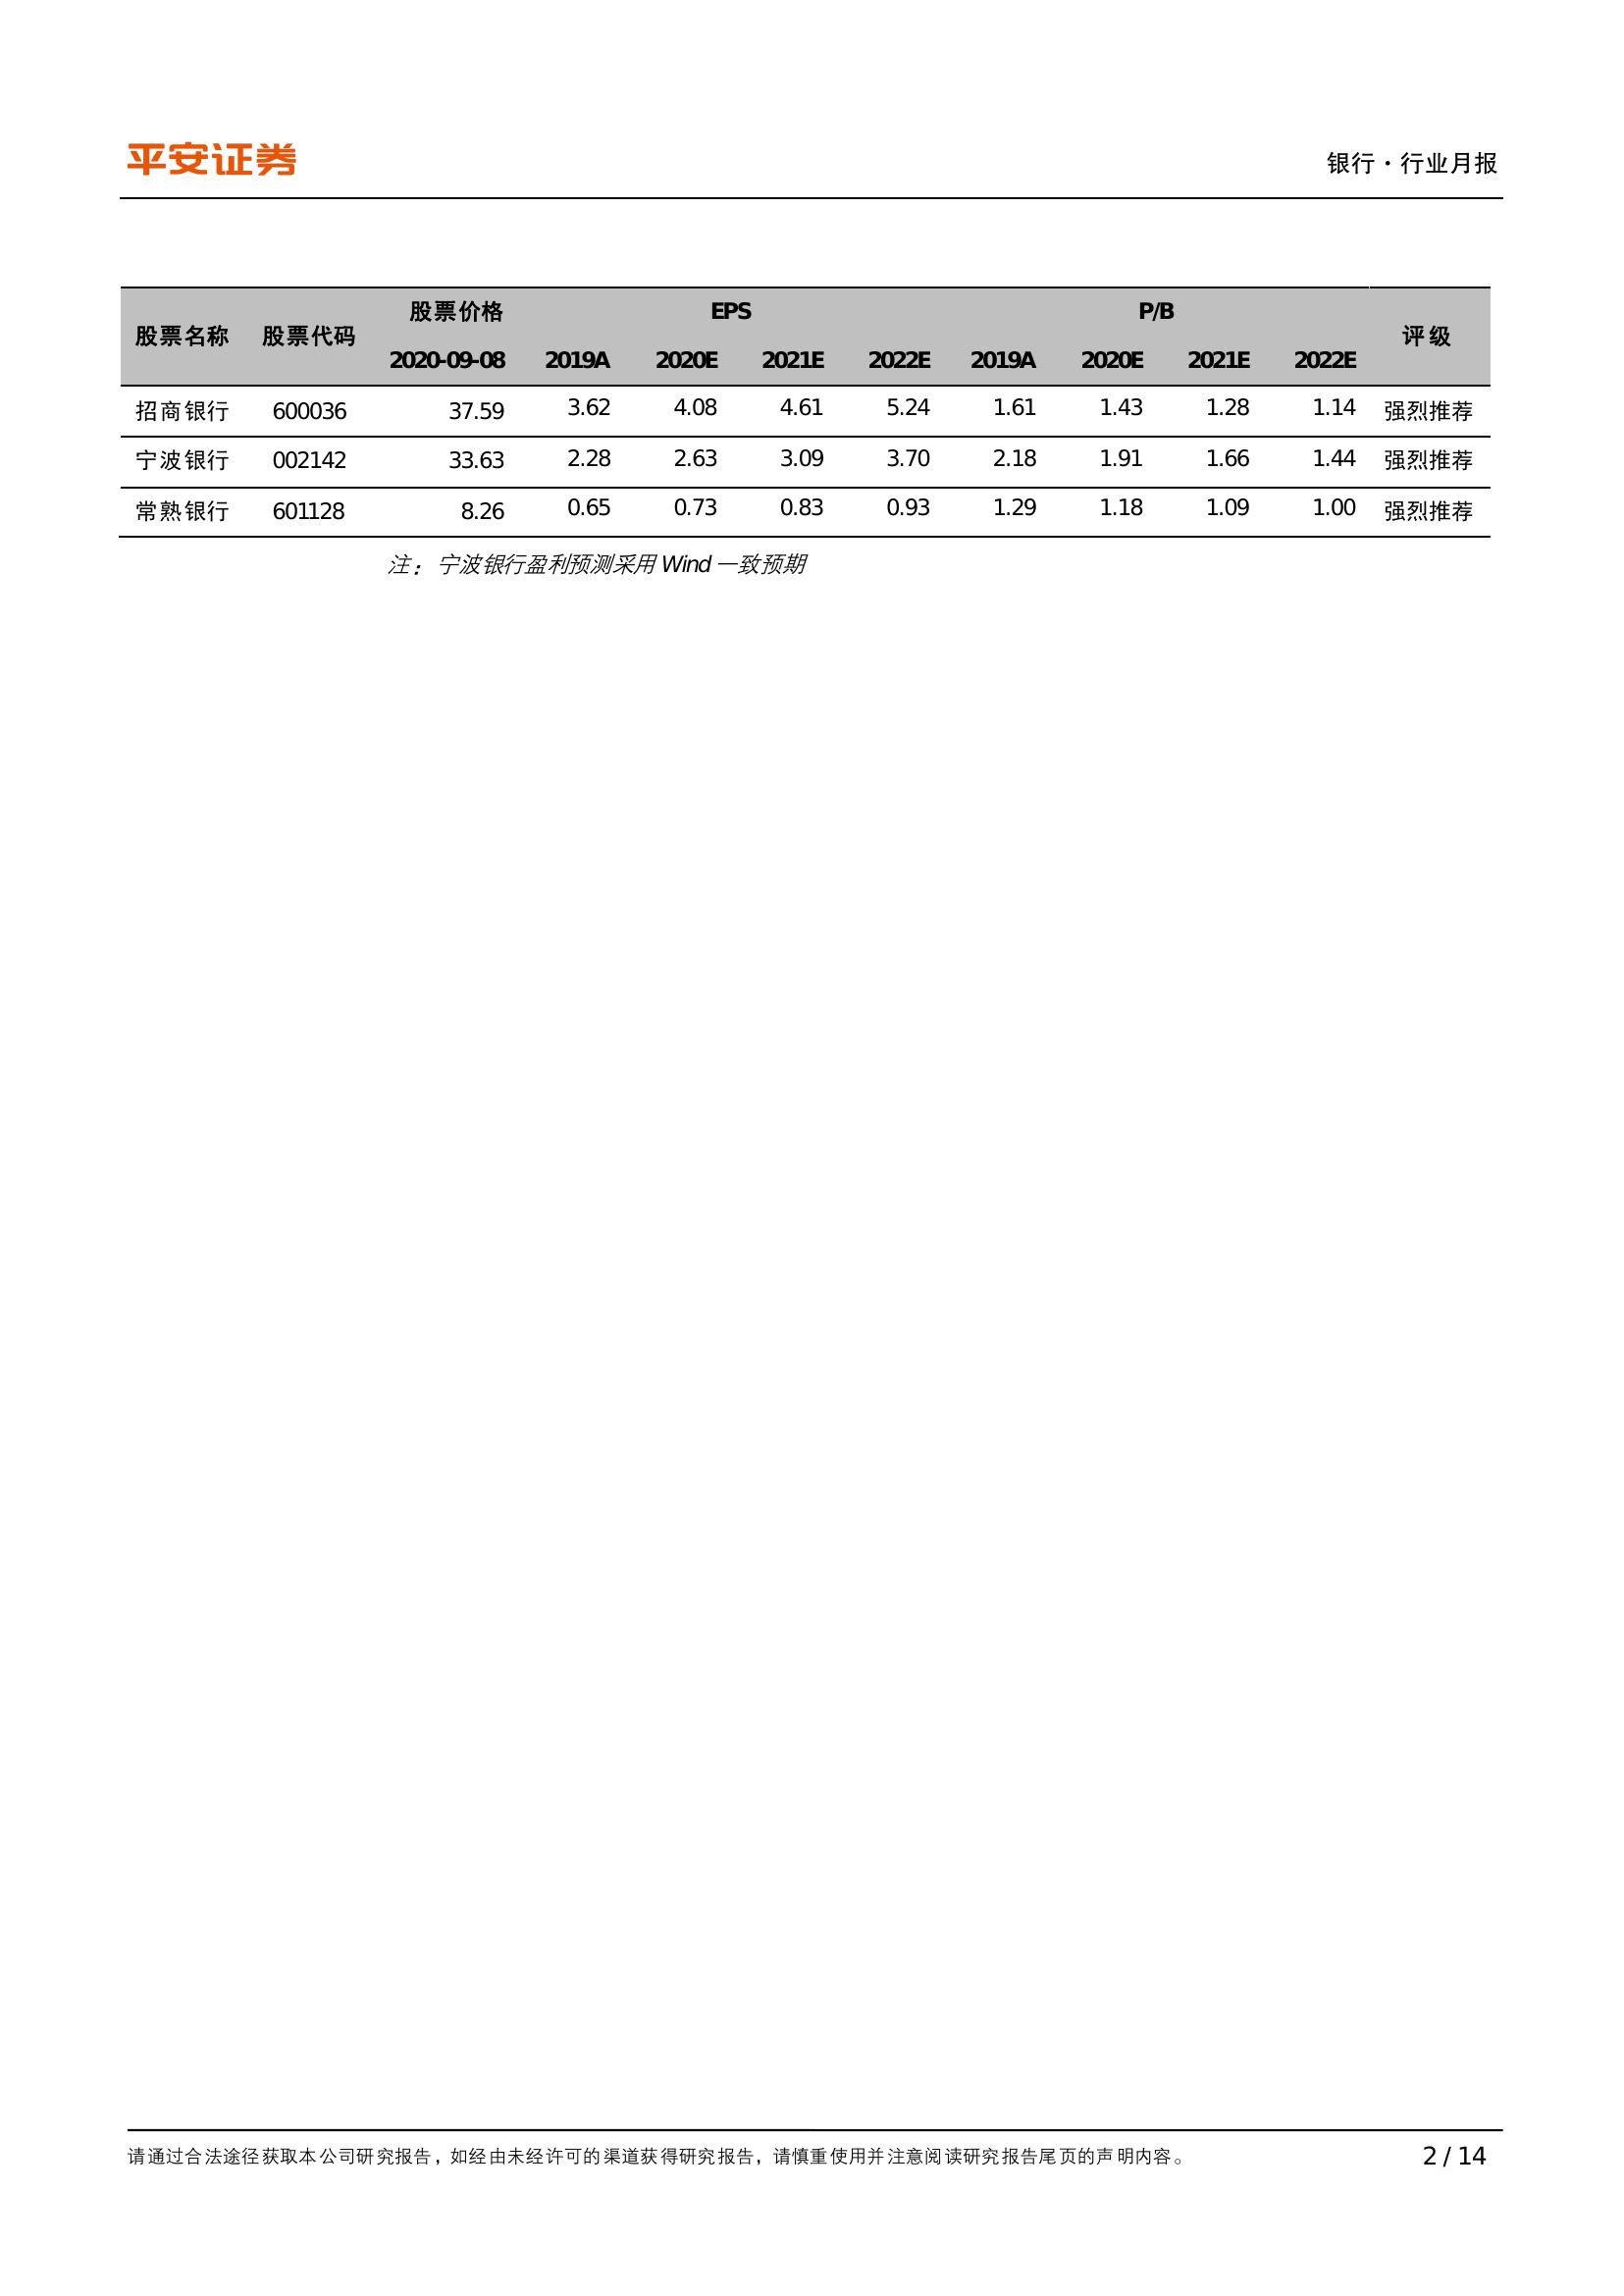 平安证券
银行·行业月报
股票名称 股票代码 股票价格 EPS P/B 评级
2020-09-08 2019A 2020E 2021E 2022E 2019A 2020E 2021E 2022E
招商银行 600036 37.59 3.62 4.08 4.61 5.24 1.61 1.43 1.28 1.14 强烈推荐
宁波银行 002142 33.63 2.28 2.63 3.09 3.70 2.18 1.91 1.66 1.44 强烈推荐
常熟银行 601128 8.26 0.65 0.73 0.83 0.93 1.29 1.18 1.09 1.00 强烈推荐
注：宁波银行盈利预测采用 Wind 一致预期
请通过合法途径获取本公司研究报告，如经由未经许可的渠道获得研究报告，请慎重使用并注意阅读研究报告尾页的声明内容。 2 / 14